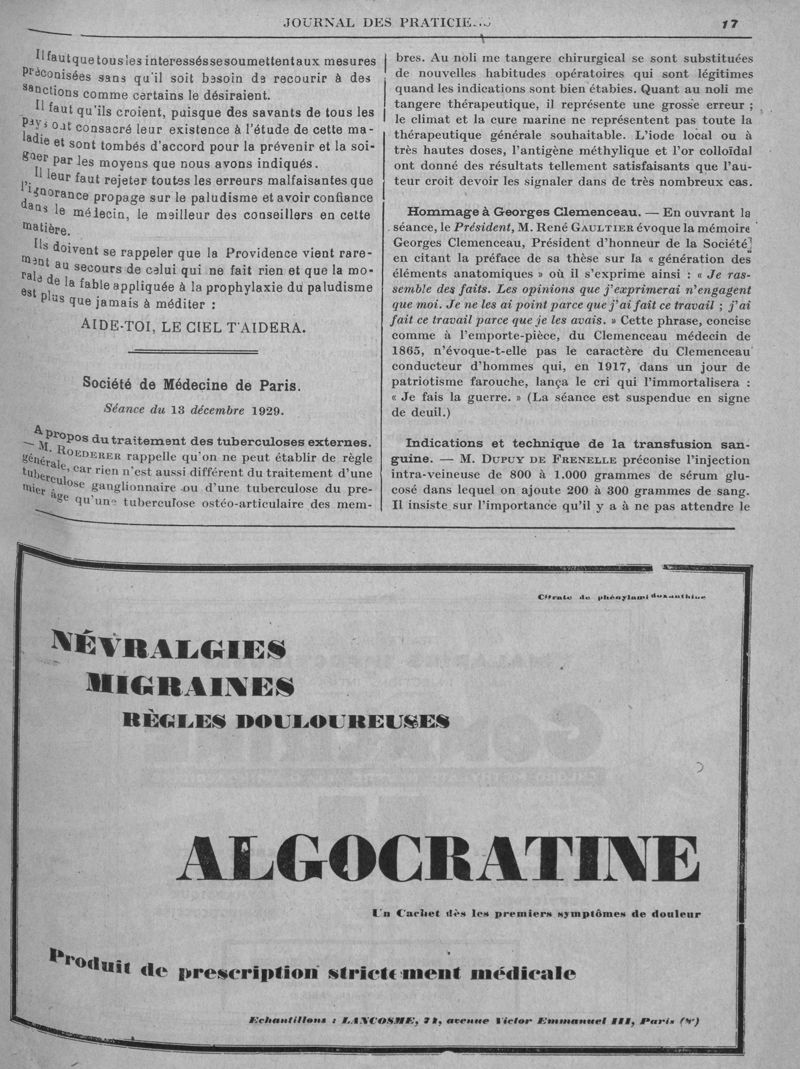 JOURNAL DES PRATICIE
17
Il faut que tous les interessés se soumettent aux mesures
préconisées sans qu'il soit besoin de recourir à des
sanctions comme certains le désiraient.
Il faut qu'ils croient, puisque des savants de tous les
pays ont consacré leur existence à l'étude de cette ma-
ladie et sont tombés d'accord pour la prévenir et la soi-
gner par les moyens que nous avons indiqués.
Il leur faut rejeter toutes les erreurs malfaisantes que
l'ignorance propage sur le paludisme et avoir confiance
dans le médecin, le meilleur des conseillers en cette
matière.
Ils doivent se rappeler que la Providence vient rare-
ment au secours de celui qui ne fait rien et que la mo-
rale de la fable appliquée à la prophylaxie du paludisme
est plus que jamais à méditer :
AIDE-TOI, LE CIEL T'AIDERA.
Société de Médecine de Paris.
Séance du 13 décembre 1929.
A propos du traitement des tuberculoses externes.
— M. ROEDERER rappelle qu'on ne peut établir de règle
générale, car rien n'est aussi différent du traitement d'une
tuberculose ganglionnaire ou d'une tuberculose du pre-
mier âge qu'une tuberculose ostéo-articulaire des mem-
bres. Au noli me tangere chirurgical se sont substituées
de nouvelles habitudes opératoires qui sont légitimes
quand les indications sont bien étabies. Quant au noli me
tangere thérapeutique, il représente une grosse erreur ;
le climat et la cure marine ne représentent pas toute la
thérapeutique générale souhaitable. L'iode local ou à
très hautes doses, l'antigène méthylique et l'or colloïdal
ont donné des résultats tellement satisfaisants que l'au-
teur croit devoir les signaler dans de très nombreux cas.
Hommage à Georges Clemenceau. — En ouvrant la
séance, le Président, M. René GAULTIER évoque la mémoire
Georges Clemenceau, Président d'honneur de la Société
en citant la préface de sa thèse sur la « génération des
éléments anatomiques » où il s'exprime ainsi : « Je ras-
semble des faits. Les opinions que j'exprimerai n'engagent
que moi. Je ne les ai point parce que j'ai fait ce travail ; j'ai
fait ce travail parce que je les avais. » Cette phrase, concise
comme à l'emporte-pièce, du Clemenceau médecin de
1865, n'évoque-t-elle pas le caractère du Clemenceau
conducteur d'hommes qui, en 1917, dans un jour de
patriotisme farouche, lança le cri qui l'immortalisera :
« Je fais la guerre. » (La séance est suspendue en signe
de deuil.)
Indications et technique de la transfusion san-
guine. — M. DUPUY DE FRENELLE préconise l'injection
intra-veineuse de 800 à 1.000 grammes de sérum glu-
cosé dans lequel on ajoute 200 à 300 grammes de sang.
Il insiste sur l'importance qu'il y a à ne pas attendre le
Citrate de phénylamidoxanthine
NÉVRALGIES
MIGRAINES
RÈGLES DOULOUREUSES
ALGOCRATINE
Un Cachet dès les premiers symptômes de douleur
Produit de prescription strictement médicale
Echantillons : LANCOSME, 71, avenue Victor Emmanuel III, Paris (8ᵉ)